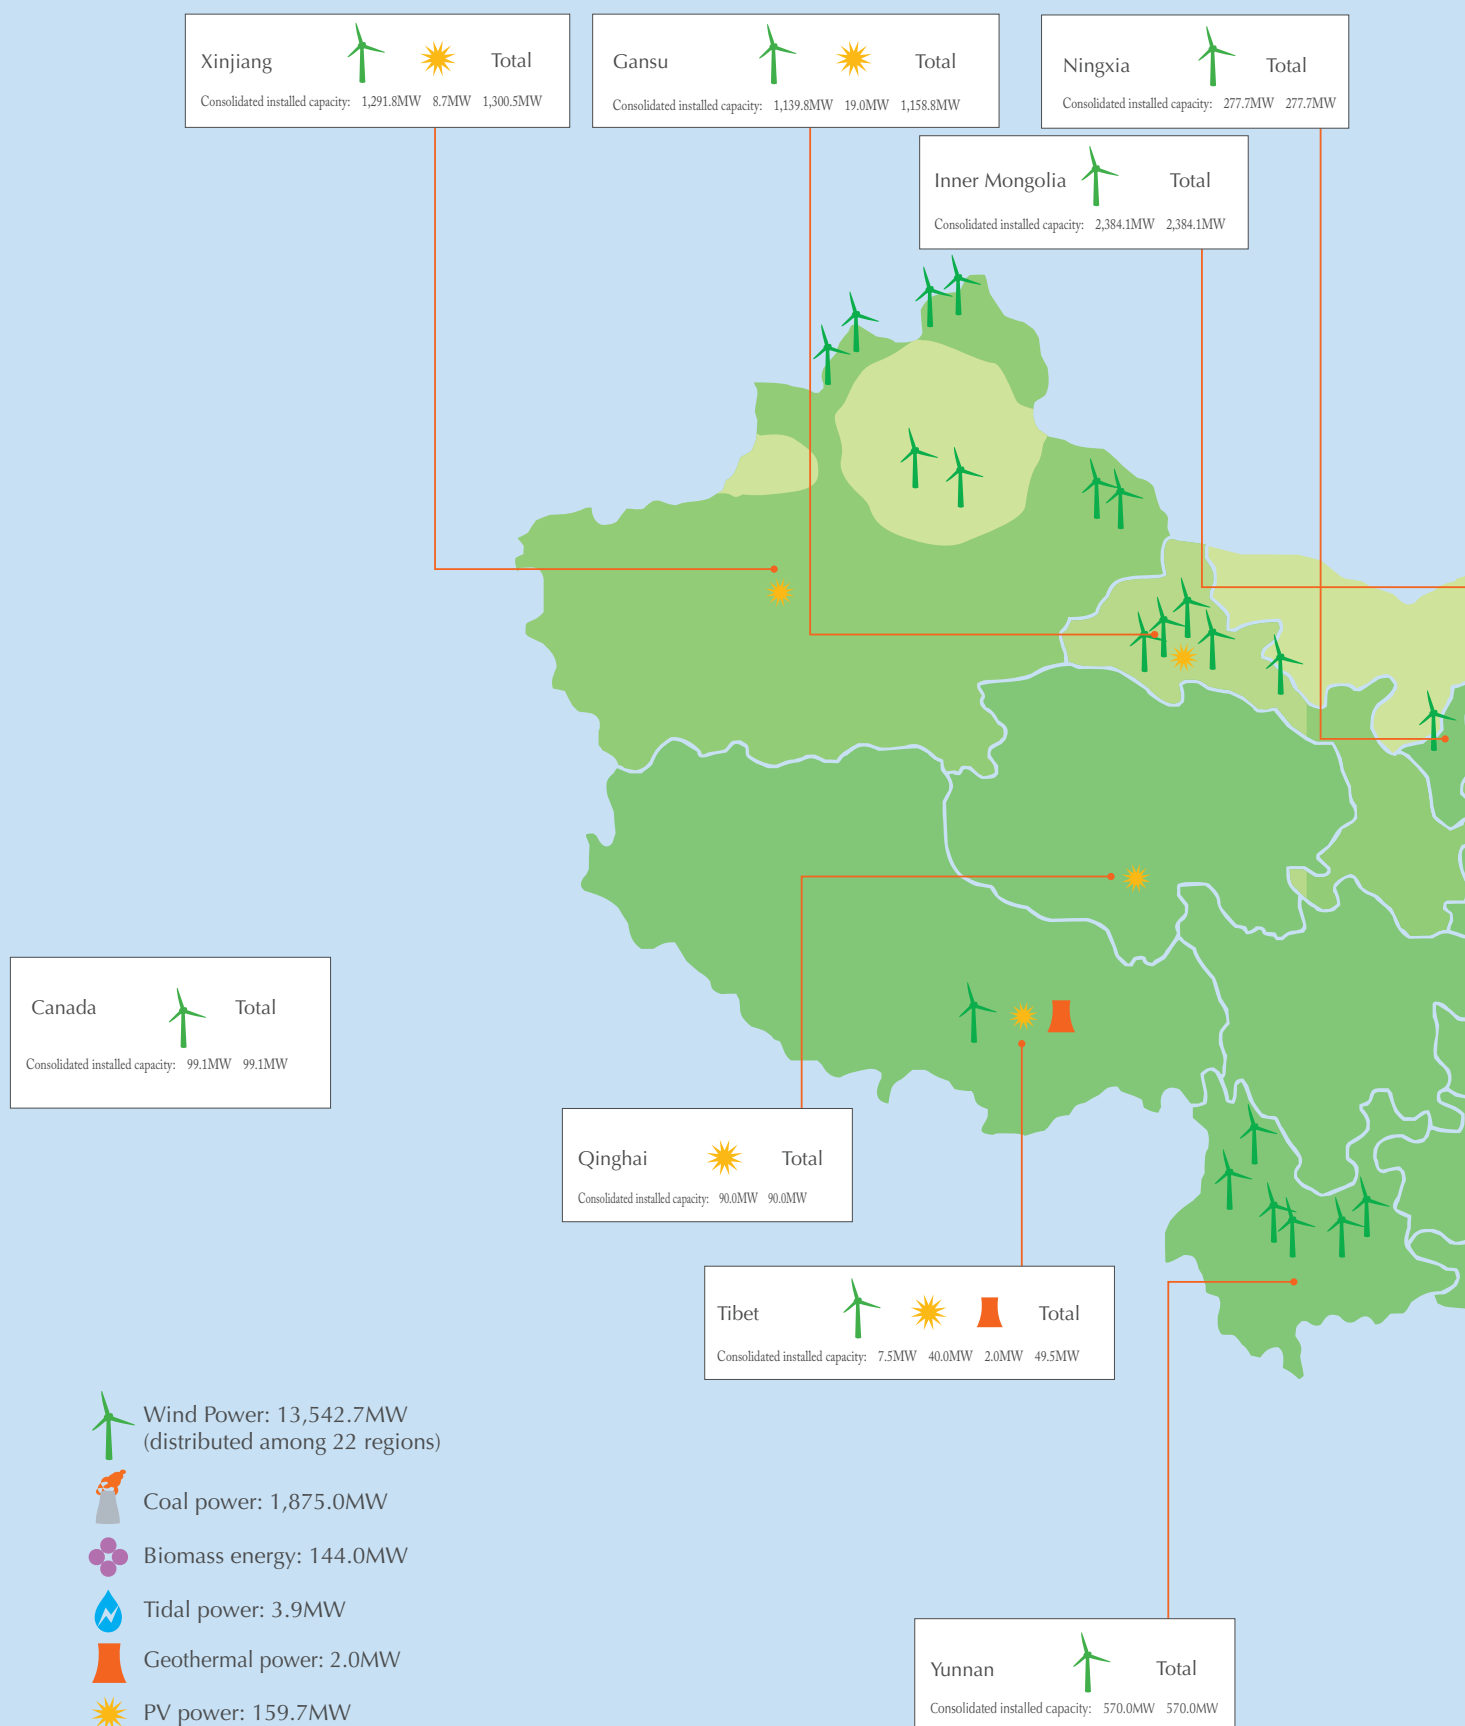 Xinjiang Total
Consolidated installed capacity: 1,291.8MW 8.7MW 1,300.5MW
Gansu Total
Consolidated installed capacity: 1,139.8MW 19.0MW 1,158.8MW
Ningxia Total
Consolidated installed capacity: 277.7MW 277.7MW
Inner Mongolia Total
Consolidated installed capacity: 2,384.1MW 2,384.1MW
Canada Total
Consolidated installed capacity: 99.1MW 99.1MW
Qinghai Total
Consolidated installed capacity: 90.0MW 90.0MW
Tibet Total
Consolidated installed capacity: 7.5MW 40.0MW 2.0MW 49.5MW
Wind Power: 13,542.7MW
(distributed among 22 regions)
Coal power: 1,875.0MW
Biomass energy: 144.0MW
Tidal power: 3.9MW
Geothermal power: 2.0MW
PV power: 159.7MW
Yunnan Total
Consolidated installed capacity: 570.0MW 570.0MW